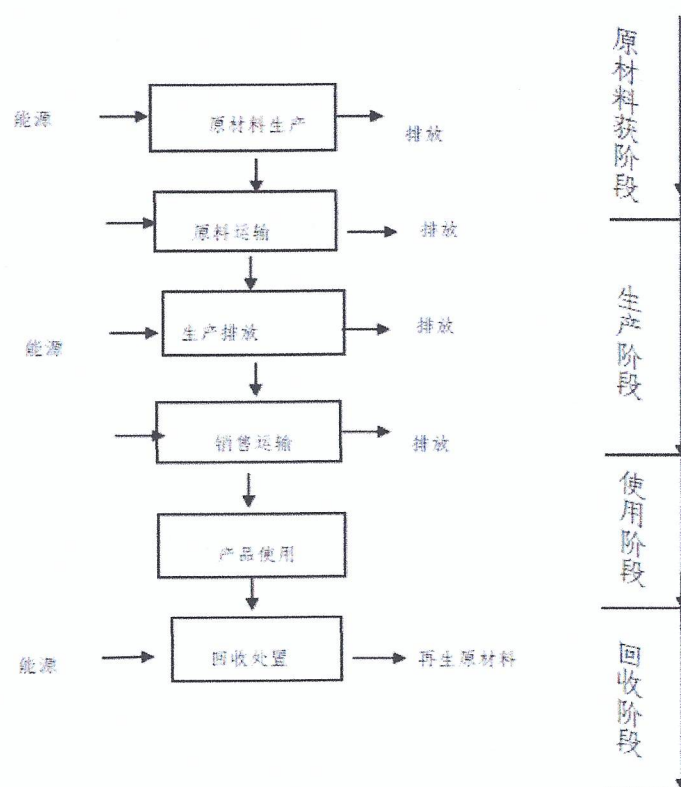 能源
原材料生产
排放
原料运输
排放
能源
生产排放
排放
销售运输
排放
产品使用
能源
回收处置
再生原材料
原材料获阶段
生产阶段
使用阶段
回收阶段